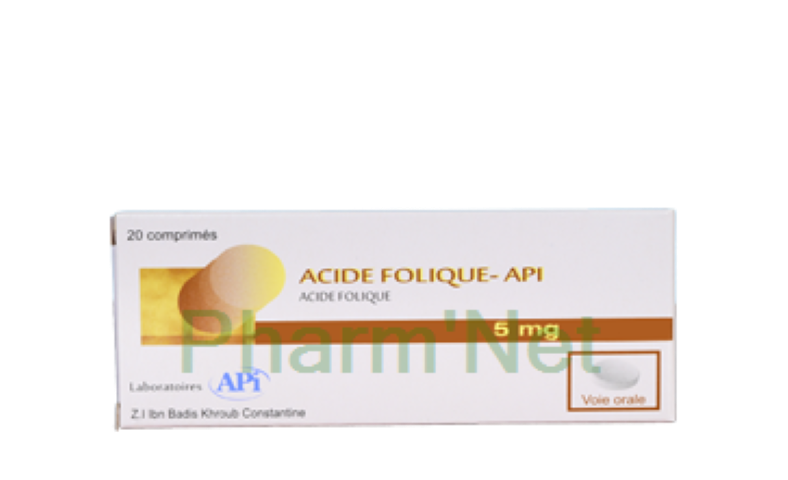 20 comprimés
ACIDE FOLIQUE- API
ACIDE FOLIQUE
5 mg
Pharm'Net
Laboratoires API
Voie orale
Z.I Ibn Badis Khroub Constantine